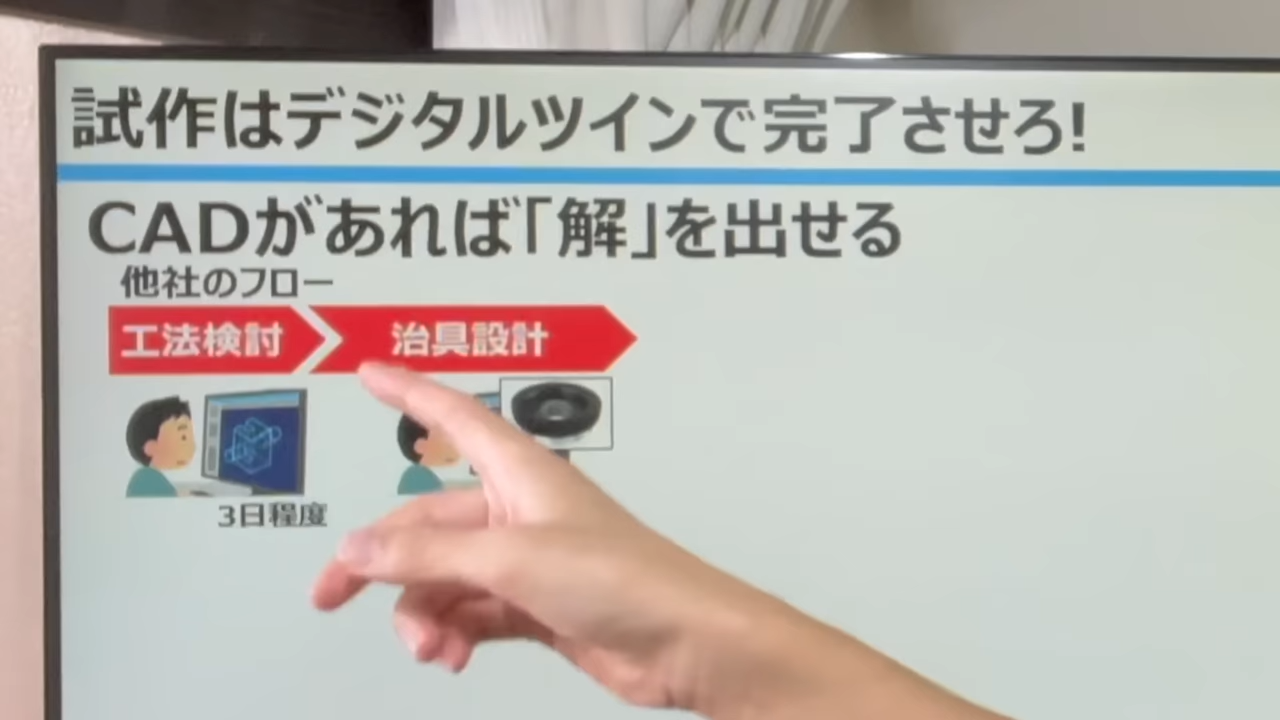 試作はデジタルツインで完了させろ!
CADがあれば「解」を出せる
他社のフロー
工法検討
治具設計
3日程度